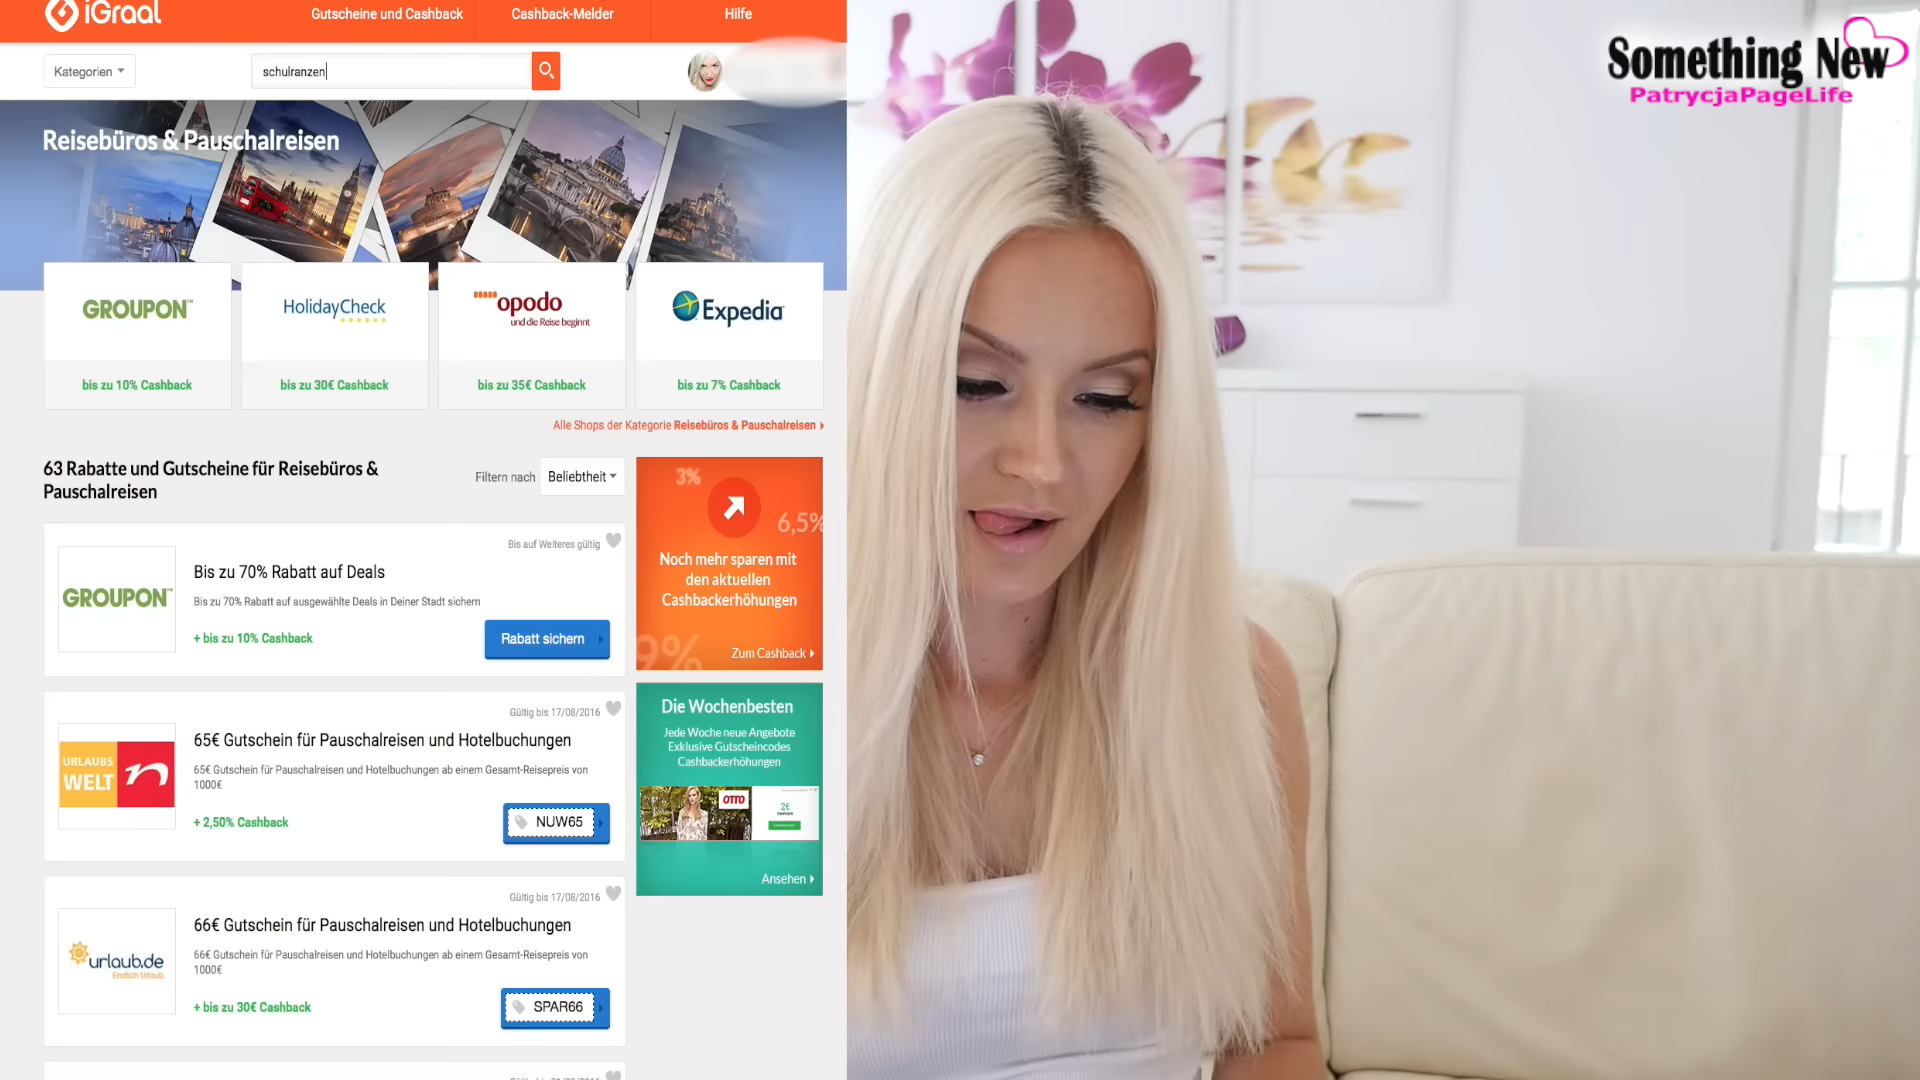 iGraal
Gutscheine und Cashback
Cashback-Melder
Hilfe
Kategorien
schulranzen
Something New
PatrycjaPageLife
Reisebüros & Pauschalreisen
GROUPON
HolidayCheck
opodo
und die Reise beginnt
Expedia
bis zu 10% Cashback
bis zu 30€ Cashback
bis zu 35€ Cashback
bis zu 7% Cashback
Alle Shops der Kategorie Reisebüros & Pauschalreisen
63 Rabatte und Gutscheine für Reisebüros &
Pauschalreisen
Filtern nach
Beliebtheit
Bis auf Weiteres gültig
GROUPON
Bis zu 70% Rabatt auf Deals
Bis zu 70% Rabatt auf ausgewählte Deals in Deiner Stadt sichern
+ bis zu 10% Cashback
Rabatt sichern
3%
6,5%
Noch mehr sparen mit
den aktuellen
Cashbackerhöhungen
9%
Zum Cashback
Gültig bis 17/08/2016
URLAUBS
WELT
65€ Gutschein für Pauschalreisen und Hotelbuchungen
65€ Gutschein für Pauschalreisen und Hotelbuchungen ab einem Gesamt-Reisepreis von
1000€
+ 2,50% Cashback
NUW65
Die Wochenbesten
Jede Woche neue Angebote
Exklusive Gutscheincodes
Cashbackerhöhungen
OTTO
2€
Ansehen
Gültig bis 17/08/2016
urlaub.de
Endlich Urlaub.
66€ Gutschein für Pauschalreisen und Hotelbuchungen
66€ Gutschein für Pauschalreisen und Hotelbuchungen ab einem Gesamt-Reisepreis von
1000€
+ bis zu 30€ Cashback
SPAR66